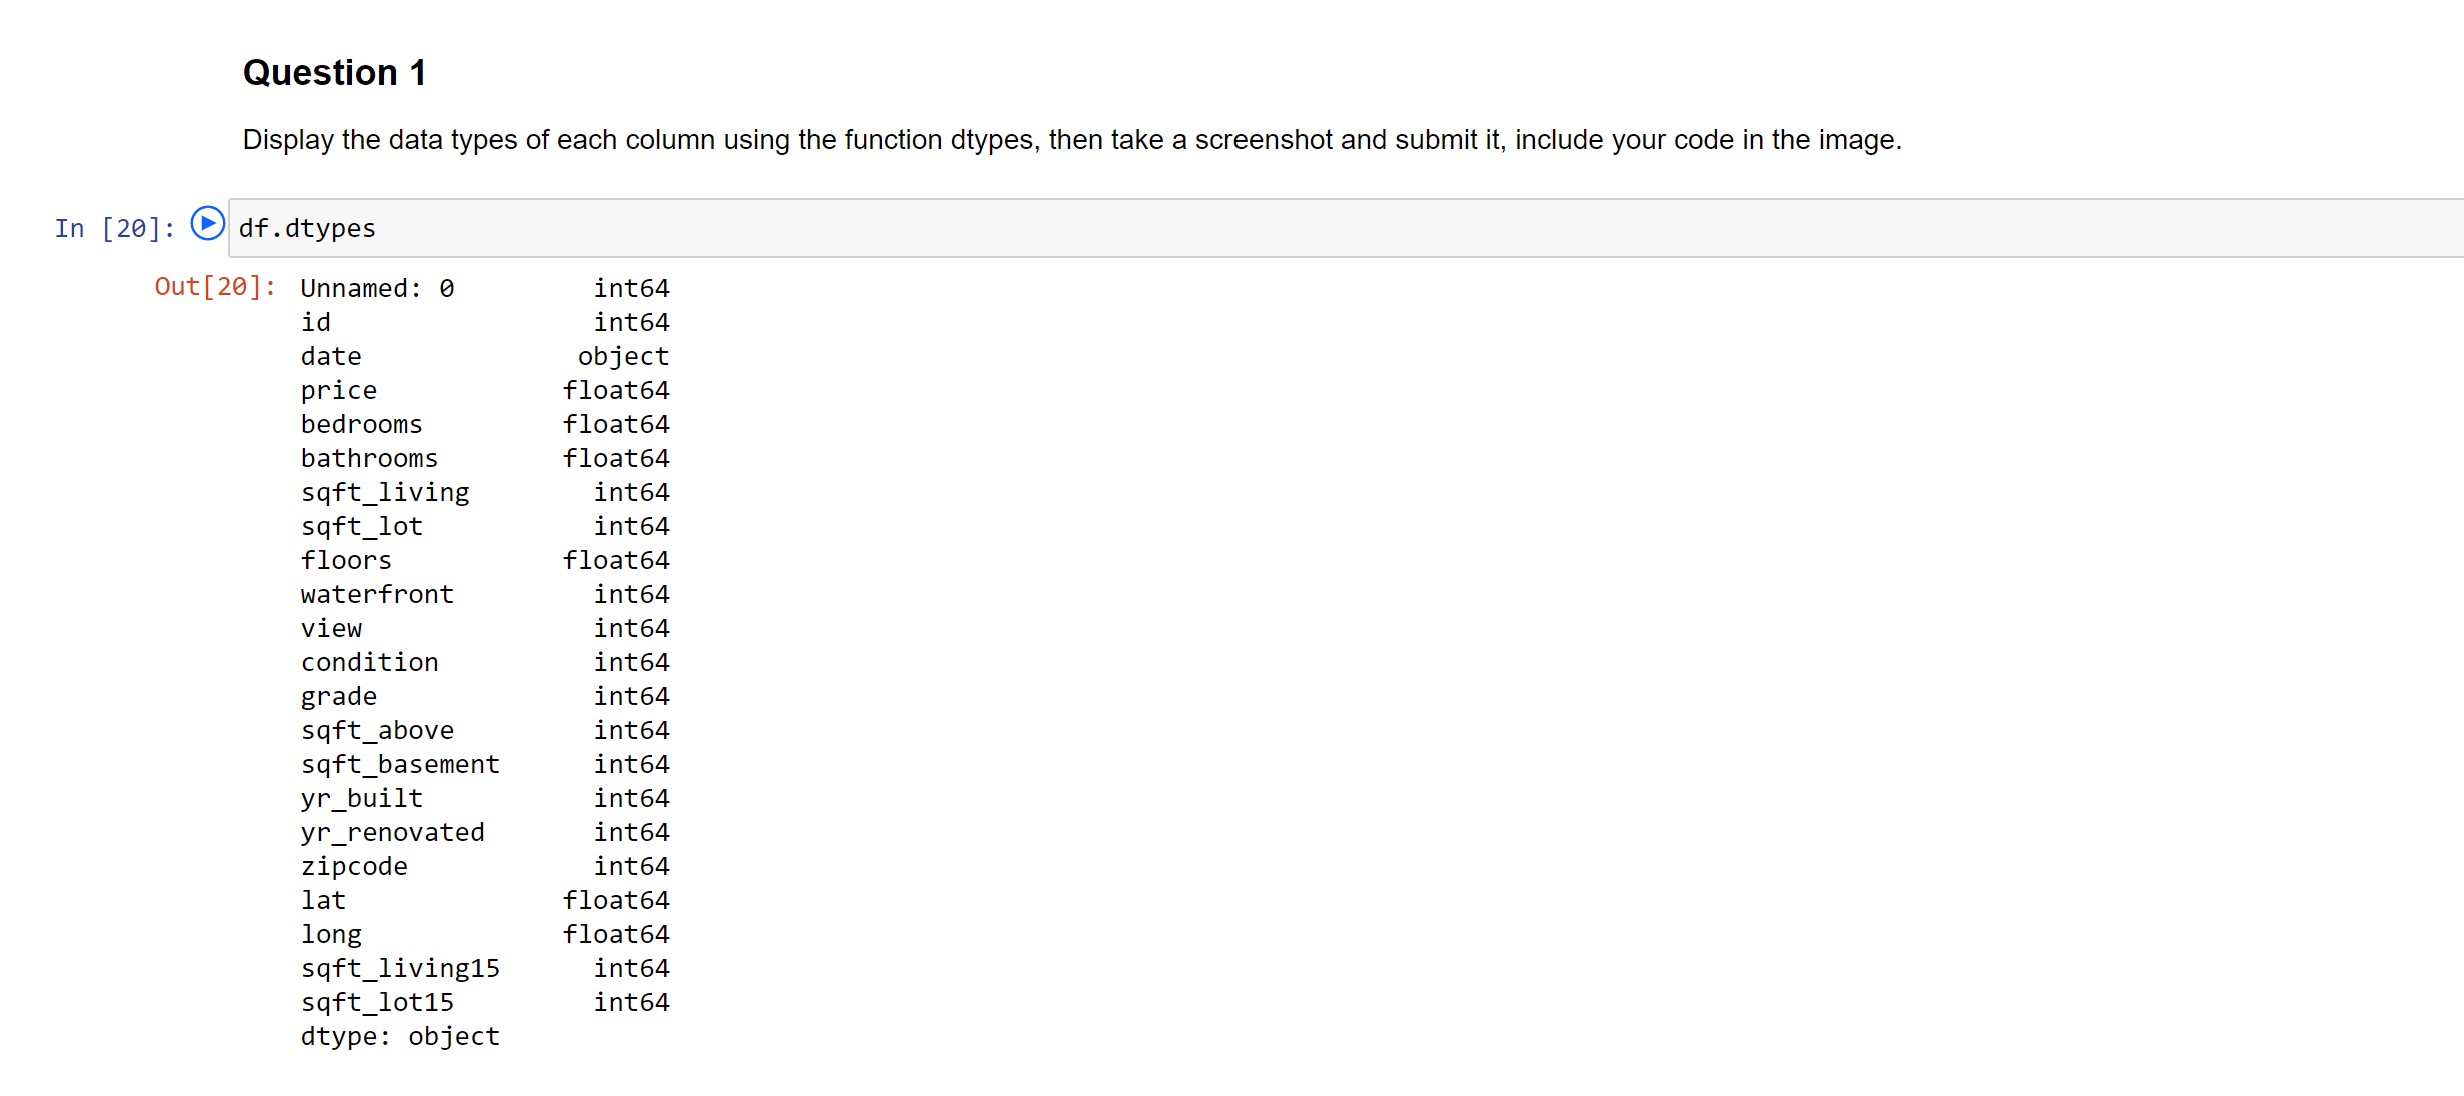 Question 1
Display the data types of each column using the function dtypes, then take a screenshot and submit it, include your code in the image.
In [20]: df.dtypes
Out[20]: Unnamed: 0 int64
id int64
date object
price float64
bedrooms float64
bathrooms float64
sqft_living int64
sqft_lot int64
floors float64
waterfront int64
view int64
condition int64
grade int64
sqft_above int64
sqft_basement int64
yr_built int64
yr_renovated int64
zipcode int64
lat float64
long float64
sqft_living15 int64
sqft_lot15 int64
dtype: object